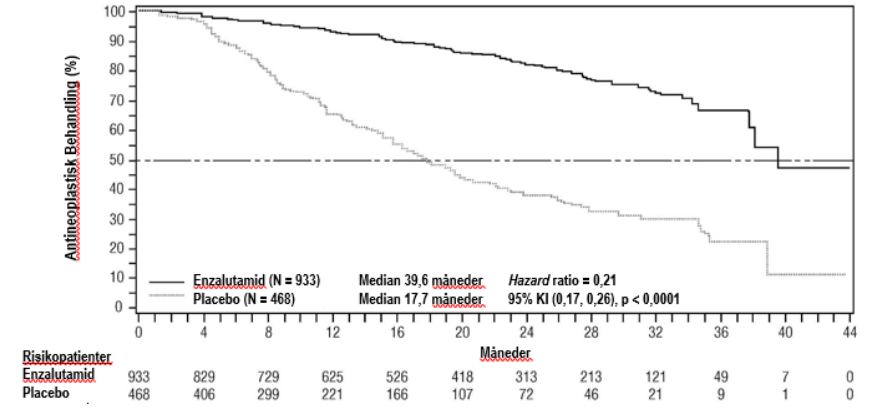 Antineoplastisk Behandling (%)
100
90
80
70
60
50
40
30
20
10
0
Enzalutamid (N = 933) Median 39,6 måneder Hazard ratio = 0,21
Placebo (N = 468) Median 17,7 måneder 95% KI (0,17, 0,26), p < 0,0001
0 4 8 12 16 20 24 28 32 36 40 44
Måneder
Risikopatienter
Enzalutamid 933 829 729 625 526 418 313 213 121 49 7 0
Placebo 468 406 299 221 166 107 72 46 21 9 1 0